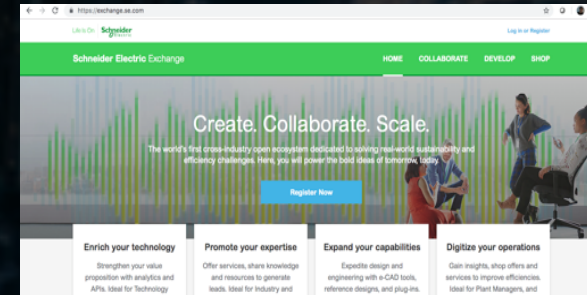 https://exchange.se.com
Life Is On Schneider Electric
Log in or Register
Schneider Electric Exchange
HOME COLLABORATE DEVELOP SHOP
Create. Collaborate. Scale.
The world's first cross-industry open ecosystem dedicated to solving real-world sustainability and
efficiency challenges. Here, you will power the bold ideas of tomorrow, today.
Register Now
Enrich your technology
Strengthen your value
proposition with analytics and
APIs. Ideal for Technology
Promote your expertise
Offer services, share knowledge
and resources to generate
leads. Ideal for Industry and
Expand your capabilities
Expedite design and
engineering with e-CAD tools,
reference designs, and plug-ins.
Digitize your operations
Gain insights, shop offers and
services to improve efficiencies.
Ideal for Plant Managers, and